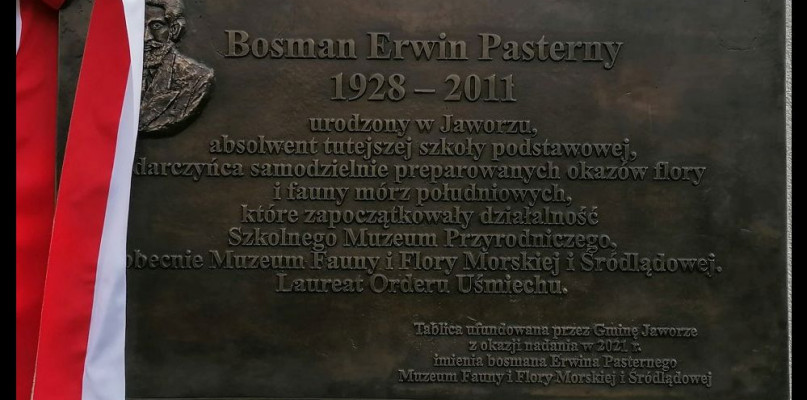 Bosman Erwin Pasterny
1928 – 2011
urodzony w Jaworzu,
absolwent tutejszej szkoły podstawowej,
darczyńca samodzielnie preparowanych okazów flory
i fauny mórz południowych,
które zapoczątkowały działalność
Szkolnego Muzeum Przyrodniczego,
obecnie Muzeum Fauny i Flory Morskiej i Śródlądowej.
Laureat Orderu Uśmiechu.
Tablica ufundowana przez Gminę Jaworze
z okazji nadania w 2021 r.
imienia bosmana Erwina Pasternego
Muzeum Fauny i Flory Morskiej i Śródlądowej